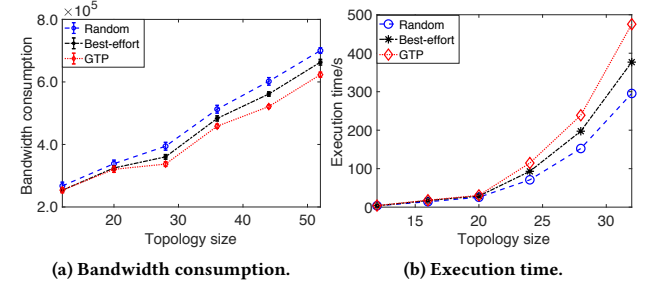 ×10⁵
8.0
6.0
4.0
2.0
Bandwidth consumption
Random
Best-effort
GTP
20
30
40
50
Topology size
(a) Bandwidth consumption.
500
400
300
200
100
0
Execution time/s
Random
Best-effort
GTP
15
20
25
30
Topology size
(b) Execution time.